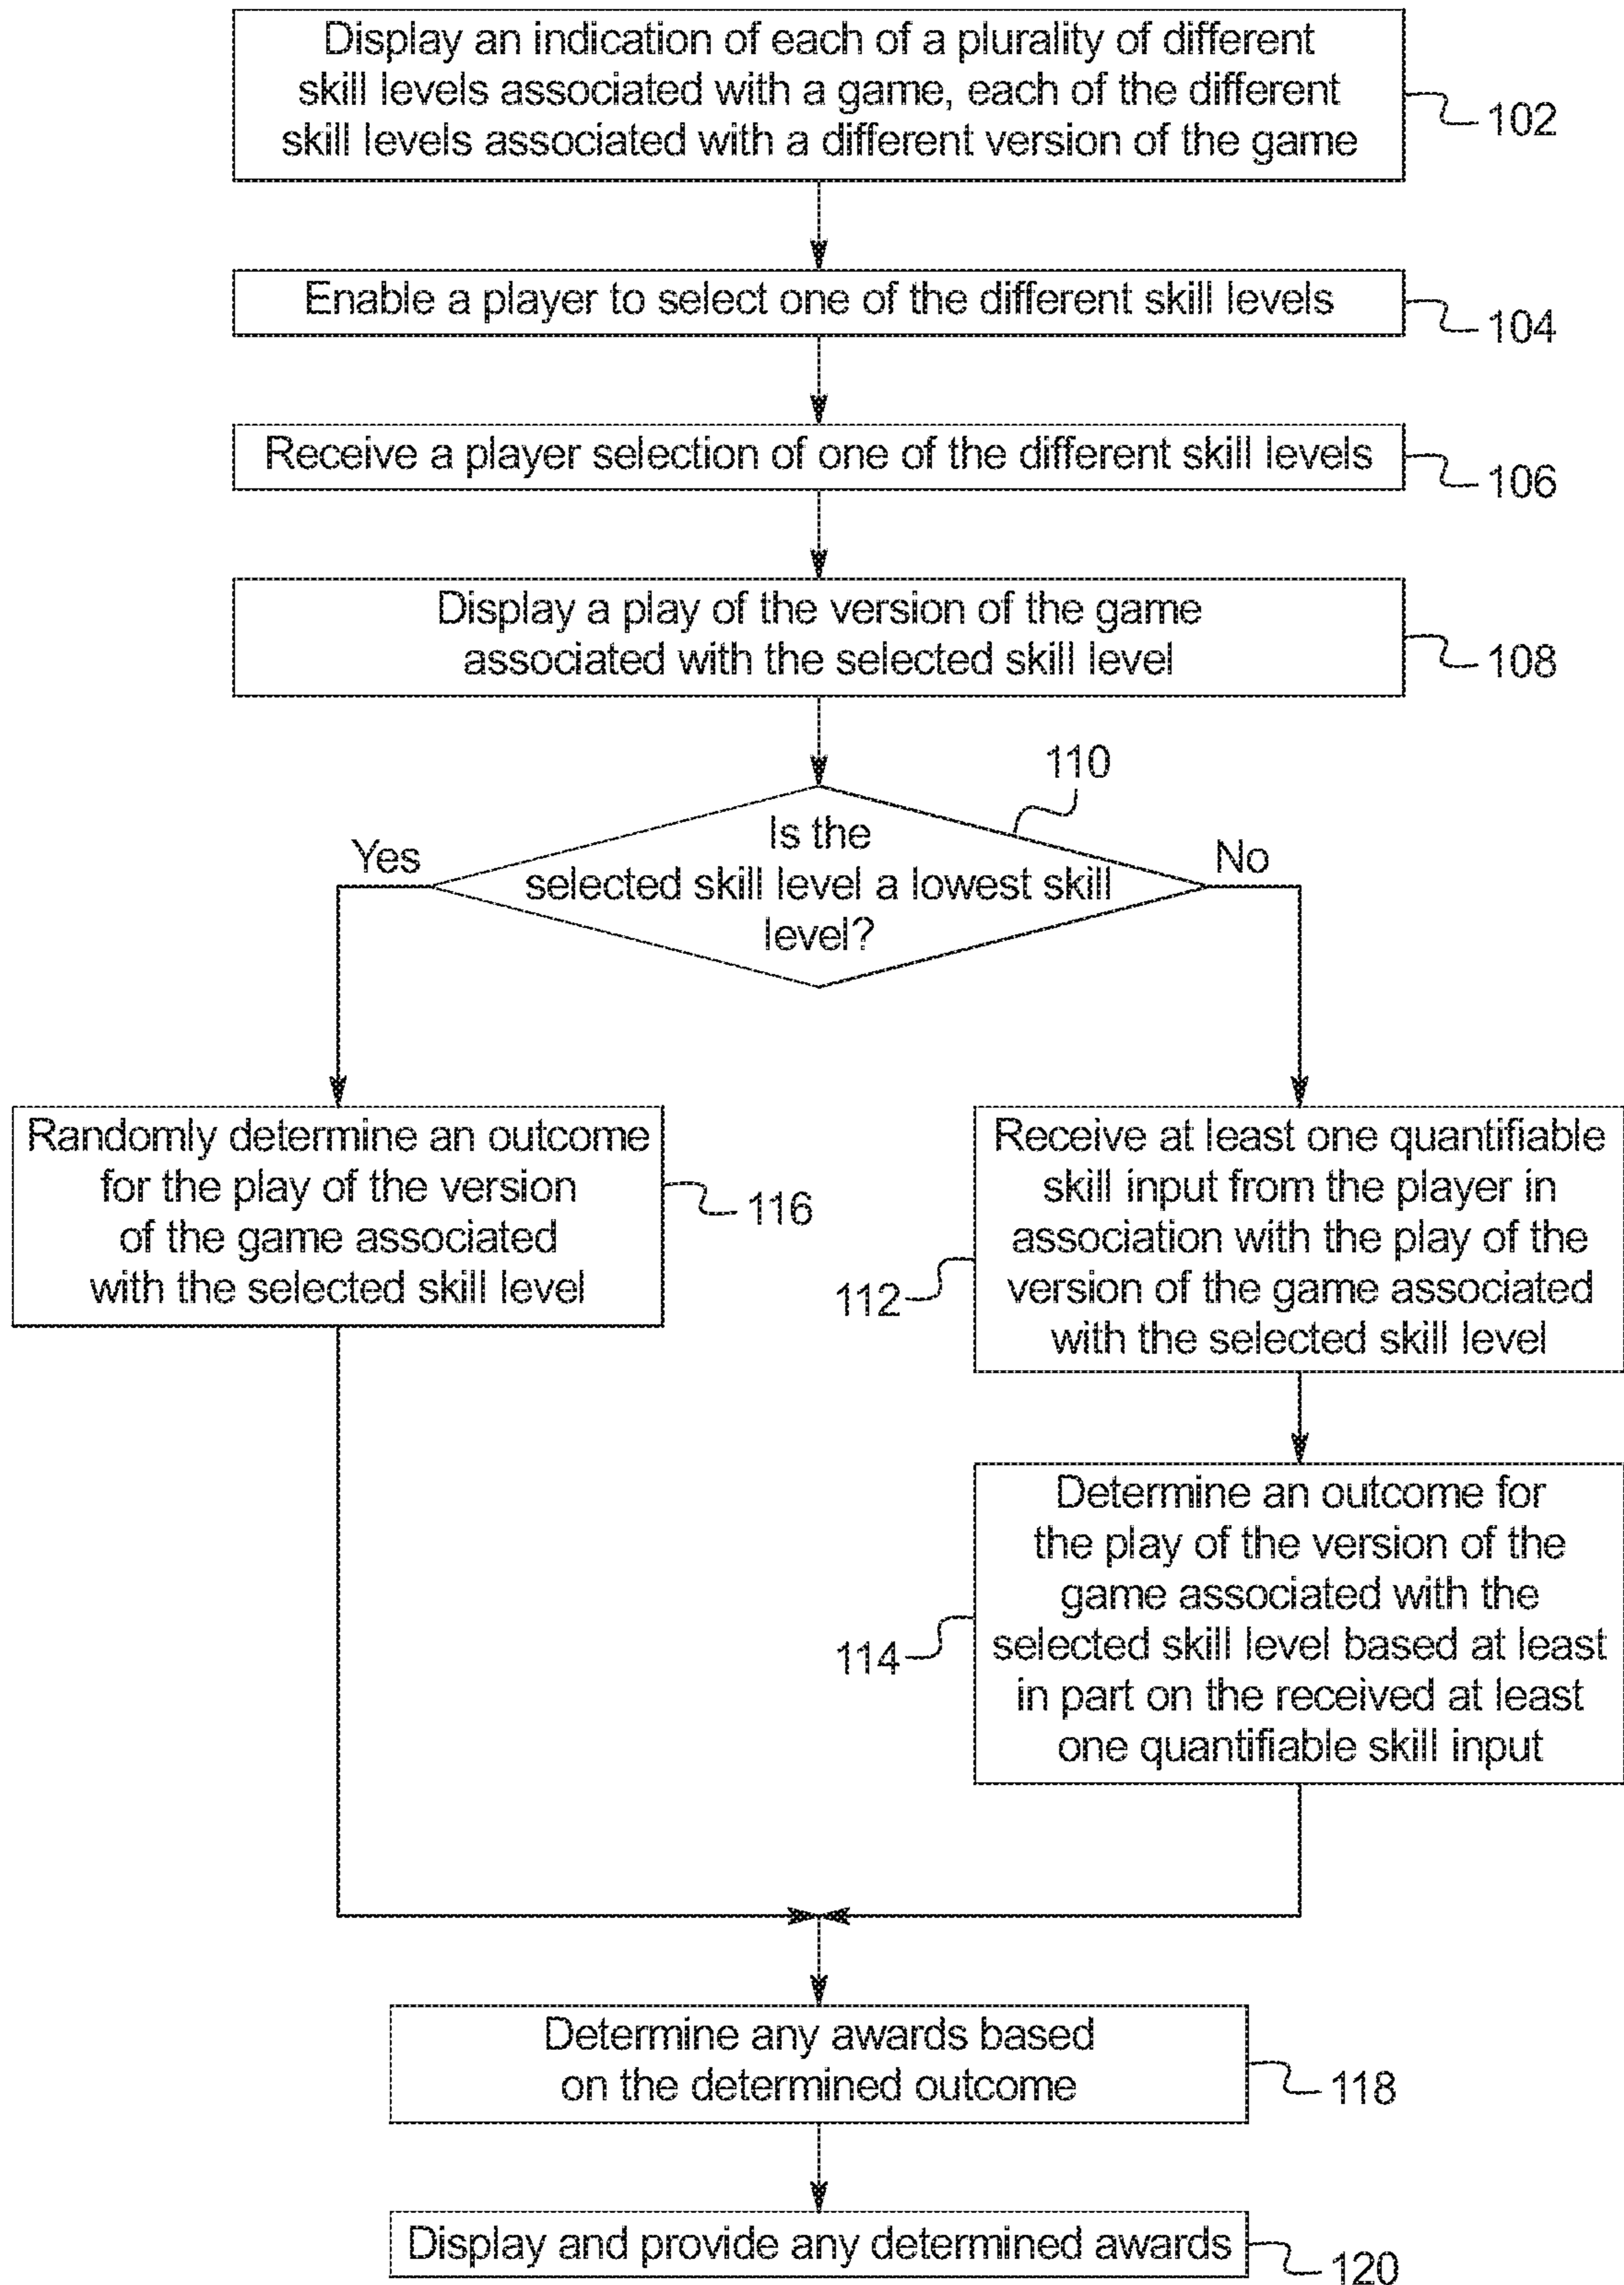 Display an indication of each of a plurality of different
skill levels associated with a game, each of the different
skill levels associated with a different version of the game
102
Enable a player to select one of the different skill levels
104
Receive a player selection of one of the different skill levels
106
Display a play of the version of the game
associated with the selected skill level
108
110
Is the
selected skill level a lowest skill
level?
Yes
No
Randomly determine an outcome
for the play of the version
of the game associated
with the selected skill level
116
Receive at least one quantifiable
skill input from the player in
association with the play of the
version of the game associated
with the selected skill level
112
Determine an outcome for
the play of the version of the
game associated with the
selected skill level based at least
in part on the received at least
one quantifiable skill input
114
Determine any awards based
on the determined outcome
118
Display and provide any determined awards
120